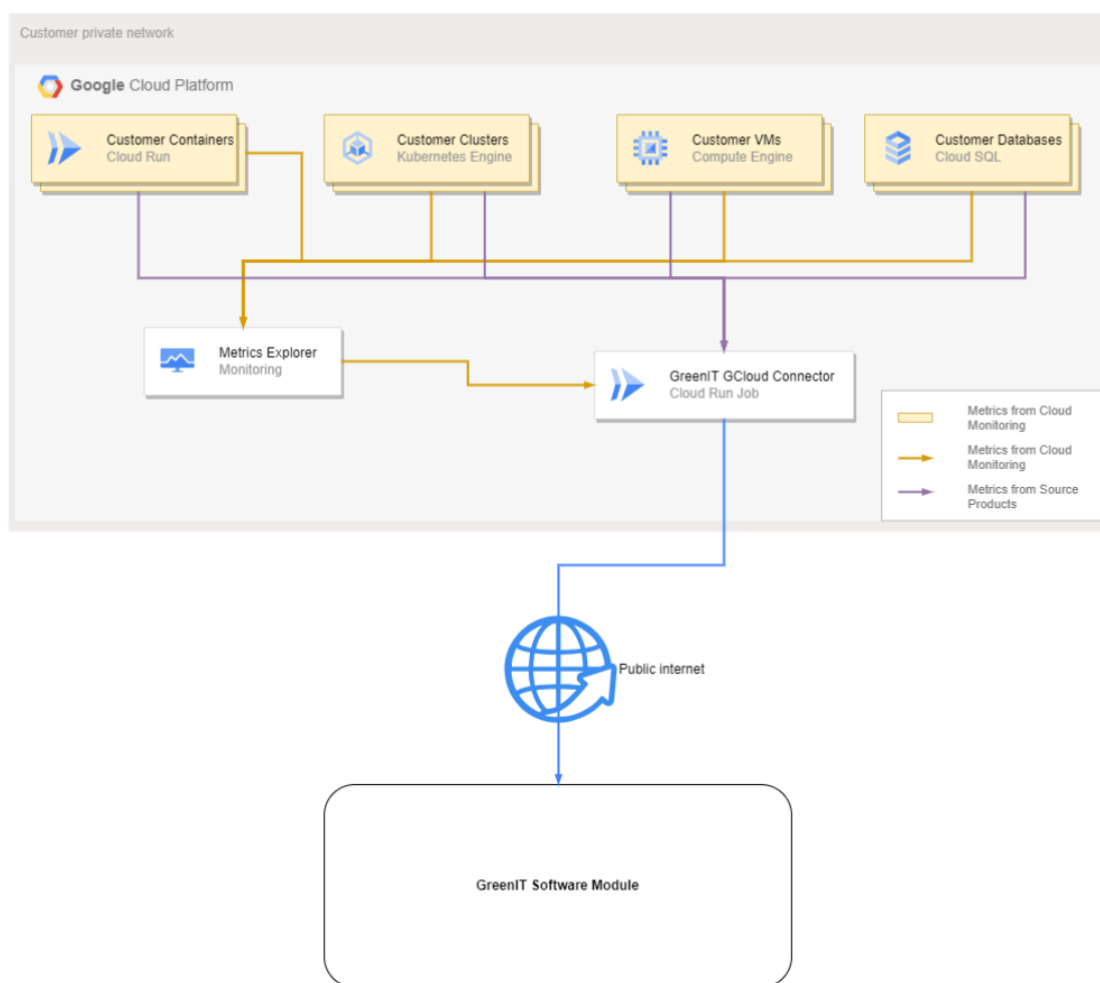 Customer private network
Google Cloud Platform
Customer Containers
Cloud Run
Customer Clusters
Kubernetes Engine
Customer VMs
Compute Engine
Customer Databases
Cloud SQL
Metrics Explorer
Monitoring
GreenIT GCloud Connector
Cloud Run Job
Metrics from Cloud
Monitoring
Metrics from Cloud
Monitoring
Metrics from Source
Products
Public internet
GreenIT Software Module